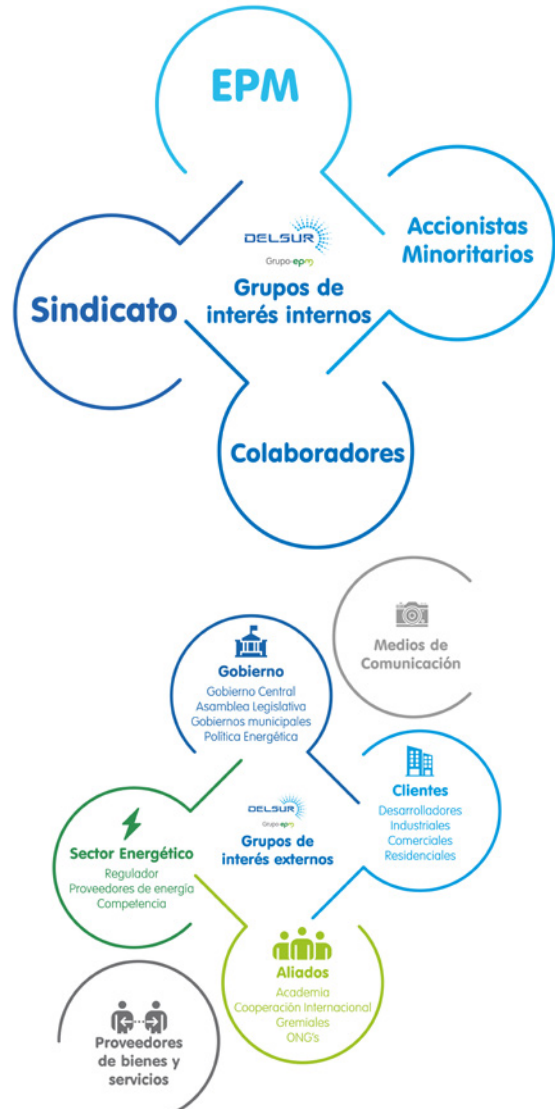 EPM
Accionistas
Minoritarios
DELSUR
Grupo·epm
Grupos de
interés internos
Sindicato
Colaboradores
Medios de
Comunicación
Gobierno
Gobierno Central
Asamblea Legislativa
Gobiernos municipales
Política Energética
Clientes
Desarrolladores
Industriales
Comerciales
Residenciales
DELSUR
Grupo·epm
Grupos de
interés externos
Sector Energético
Regulador
Proveedores de energía
Competencia
Aliados
Academia
Cooperación Internacional
Gremiales
ONG's
Proveedores
de bienes y
servicios